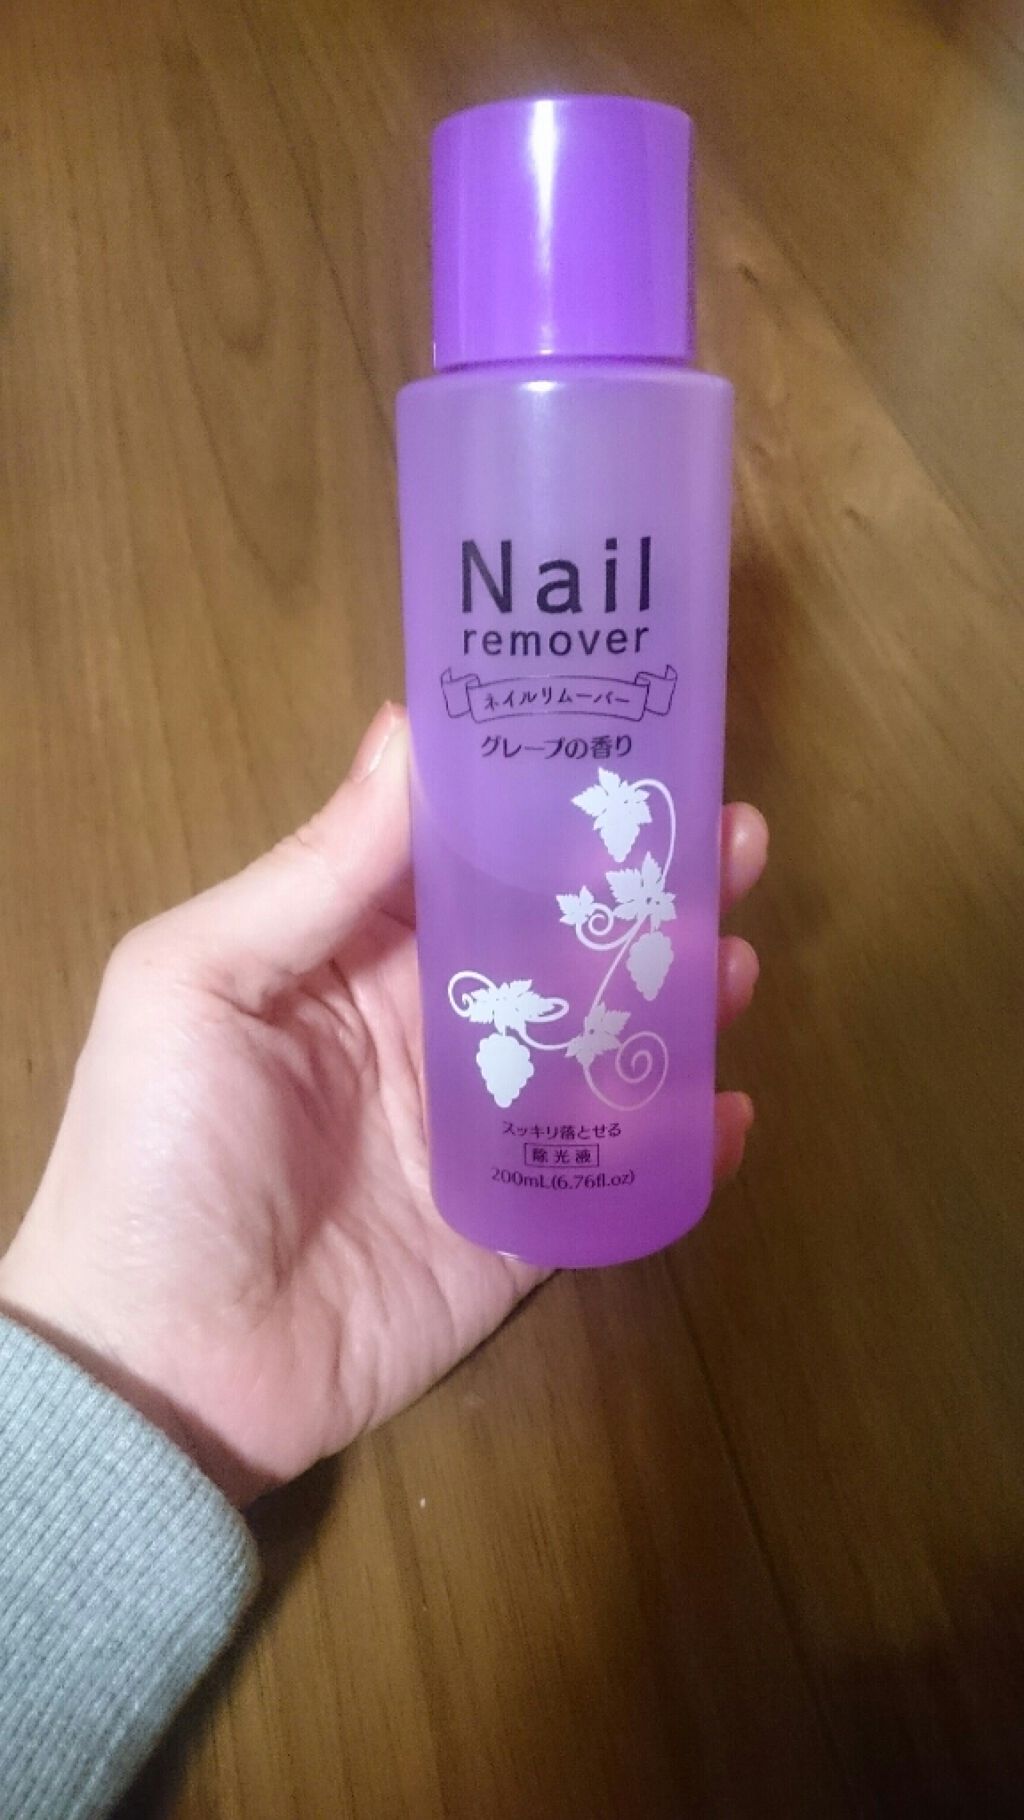 Nail
remover
ネイルリムーバー
グレープの香り
スッキリ落とせる
除光液
200mL(6.76fl.oz)